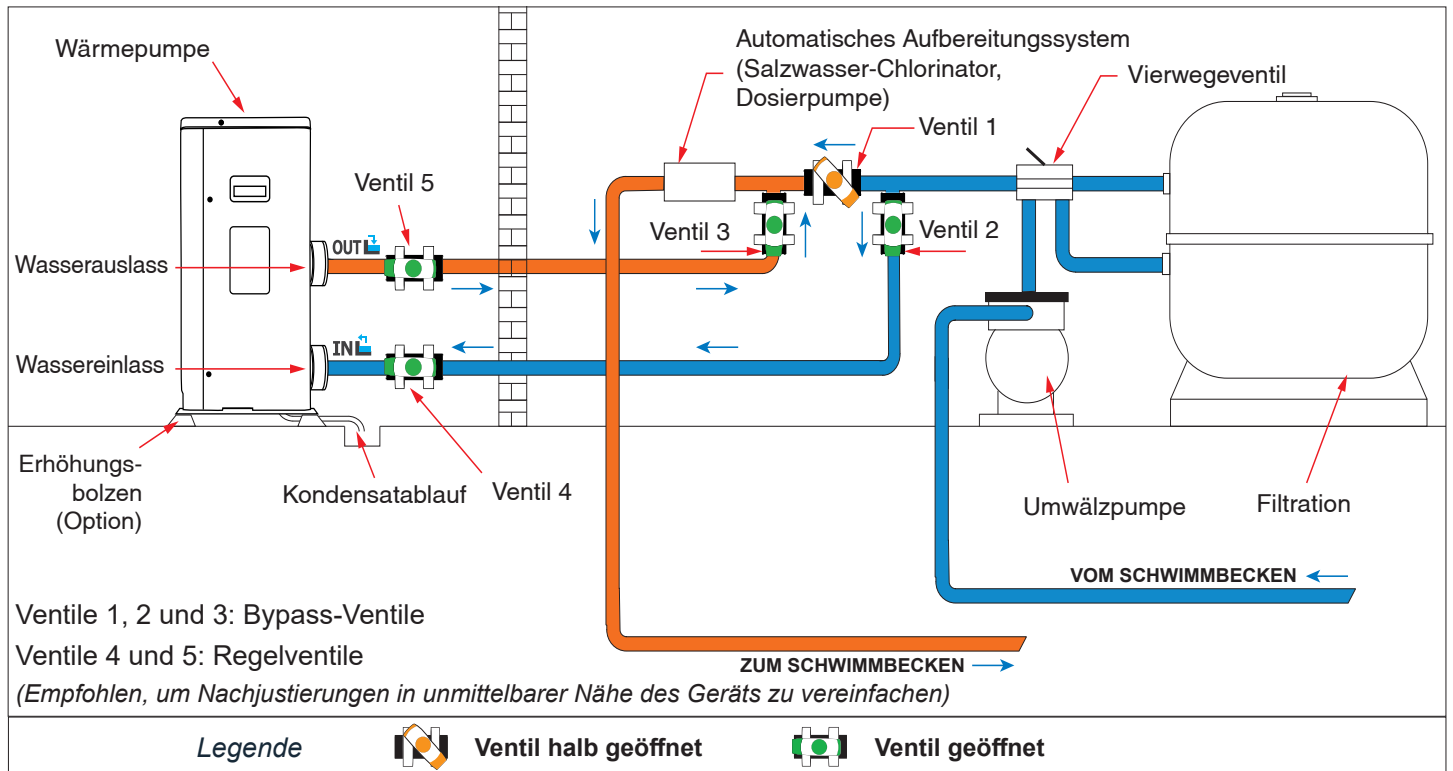 Wärmepumpe
Automatisches Aufbereitungssystem
(Salzwasser-Chlorinator,
Dosierpumpe)
Vierwegeventil
Ventil 1
Ventil 5
Ventil 3
Ventil 2
OUT
Wasserauslass
IN
Wassereinlass
Erhöhungs-
bolzen
(Option)
Kondensatablauf
Ventil 4
Umwälzpumpe
Filtration
VOM SCHWIMMBECKEN
Ventile 1, 2 und 3: Bypass-Ventile
Ventile 4 und 5: Regelventile
ZUM SCHWIMMBECKEN
(Empfohlen, um Nachjustierungen in unmittelbarer Nähe des Geräts zu vereinfachen)
Legende
Ventil halb geöffnet
Ventil geöffnet